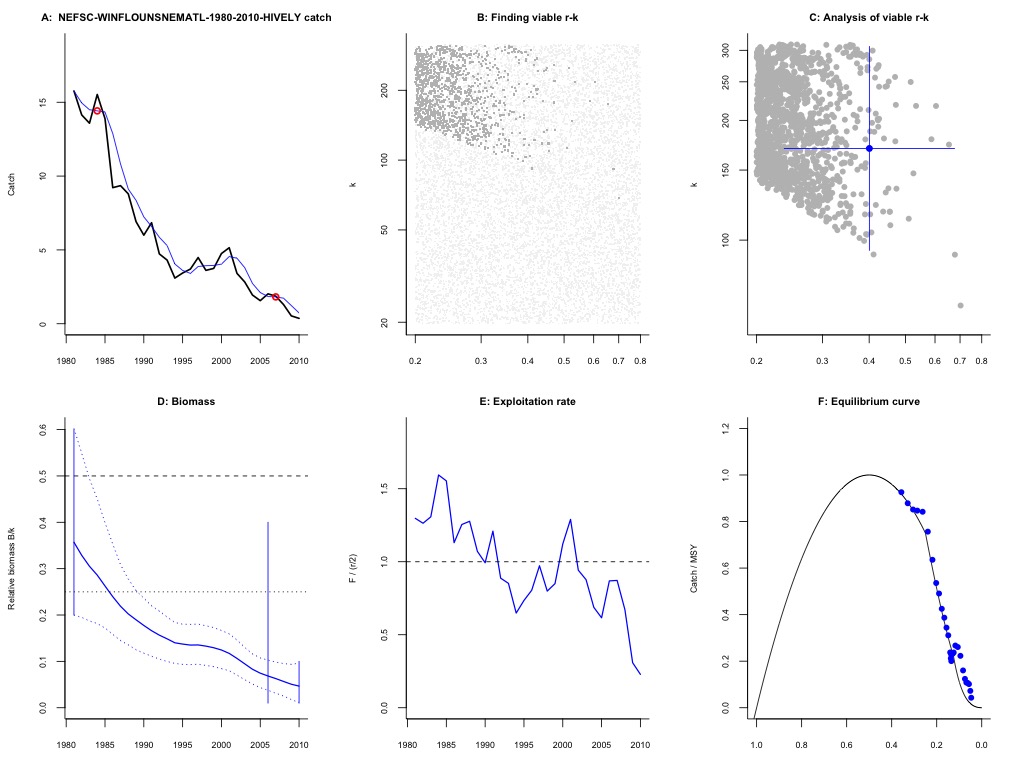 A: NEFSC-WINFLOUNSNEMATL-1980-2010-HIVELY catch
B: Finding viable r-k
C: Analysis of viable r-k
Catch
0 5 10 15
1980 1985 1990 1995 2000 2005 2010
k
20 50 100 200
0.2 0.3 0.4 0.5 0.6 0.7 0.8
k
100 150 200 250 300
0.2 0.3 0.4 0.5 0.6 0.7 0.8
D: Biomass
E: Exploitation rate
F: Equilibrium curve
Relative biomass B/k
0.0 0.1 0.2 0.3 0.4 0.5 0.6
1980 1985 1990 1995 2000 2005 2010
F / (r/2)
0.0 0.5 1.0 1.5
1980 1985 1990 1995 2000 2005 2010
Catch / MSY
0.0 0.2 0.4 0.6 0.8 1.0 1.2
1.0 0.8 0.6 0.4 0.2 0.0